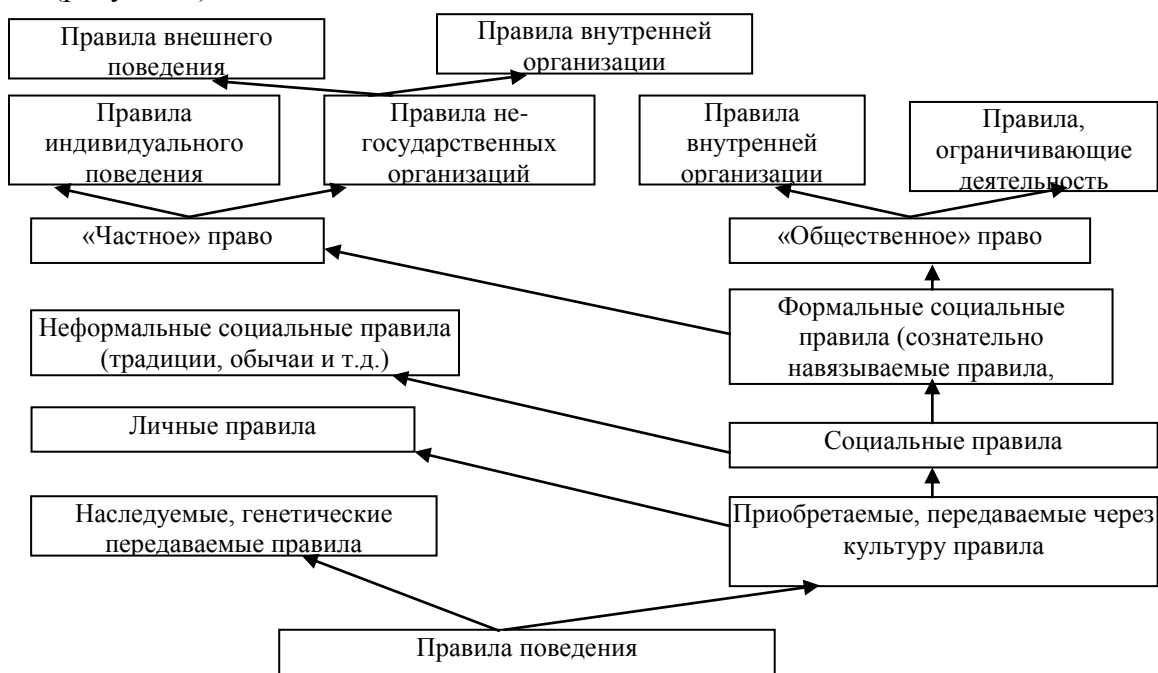 Правила внешнего
поведения
Правила внутренней
организации
Правила
индивидуального
поведения
Правила не-
государственных
организаций
Правила
внутренней
организации
Правила,
ограничивающие
деятельность
«Частное» право
«Общественное» право
Неформальные социальные правила
(традиции, обычаи и т.д.)
Формальные социальные
правила (сознательно
навязываемые правила,
Личные правила
Социальные правила
Наследуемые, генетические
передаваемые правила
Приобретаемые, передаваемые через
культуру правила
Правила поведения